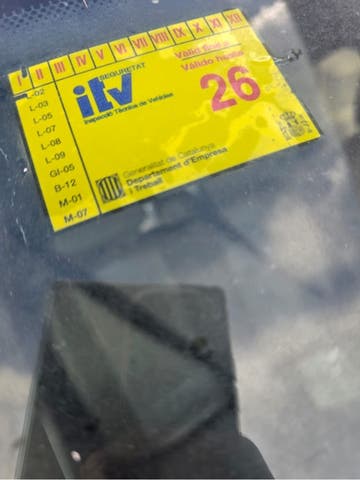 I II III IV V VI VII VIII IX X XI XII
L-02
L-03
L-05
L-07
L-08
L-09
GI-05
B-12
M-01
M-07
SEGURETAT
itv
Inspecció Tècnica de Vehicles
Vàlid fins a
Válido hasta
26
Generalitat de Catalunya
Departament d'Empresa
i Treball